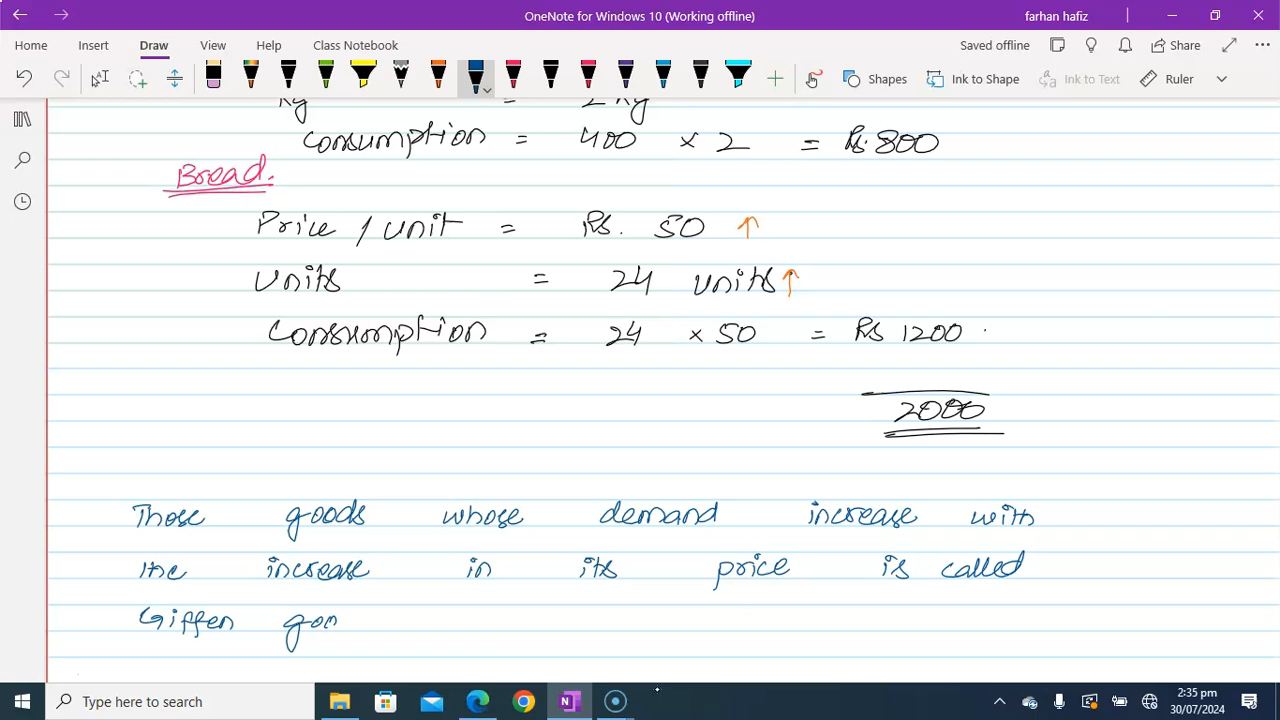 OneNote for Windows 10 (Working offline)
farhan hafiz
Home Insert Draw View Help Class Notebook
Saved offline
Share
Shapes
Ink to Shape
Ink to Text
Ruler
Kg = 2 Kg
Consumption = 400 × 2 = Rs. 800
Bread.
Price / unit = Rs. 50 ↑
Units = 24 units ↑
Consumption = 24 × 50 = Rs 1200
2000
Those goods whose demand increase with
the increase in its price is called
Giffen goo
Type here to search
2:35 pm
30/07/2024